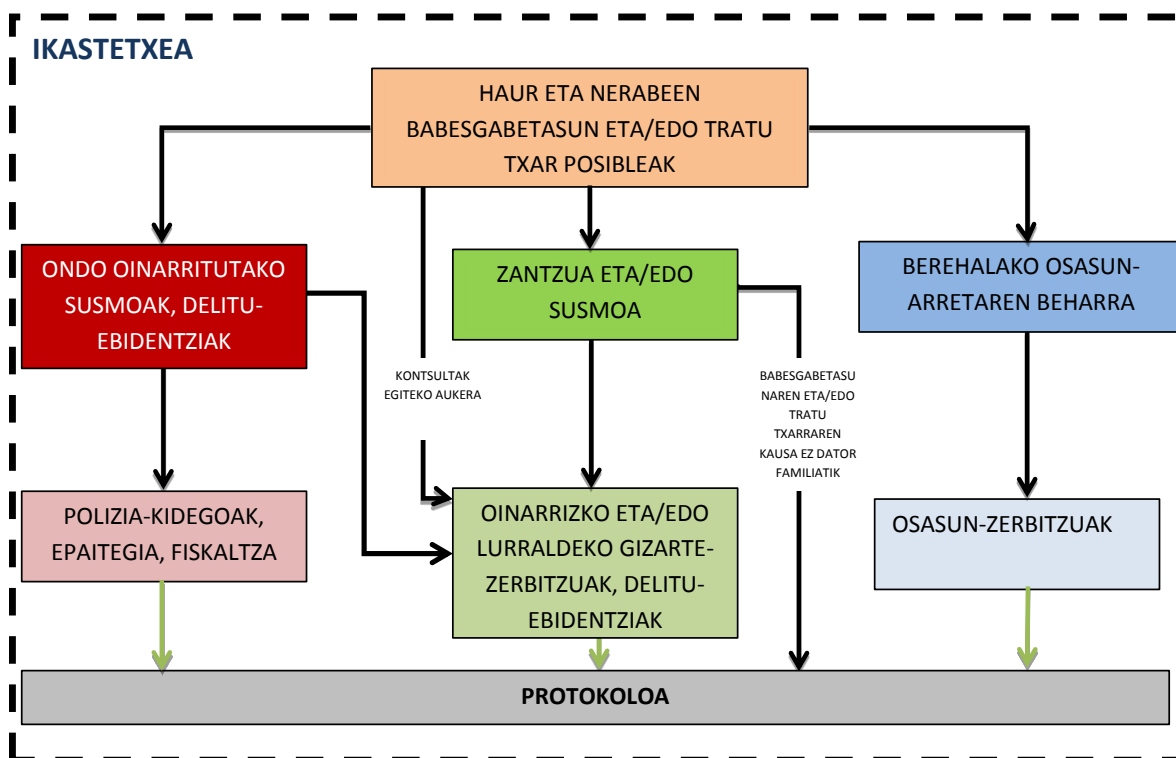 IKASTETXEA
HAUR ETA NERABEEN
BABESGABETASUN ETA/EDO TRATU
TXAR POSIBLEAK
ONDO OINARRITUTAKO
SUSMOAK, DELITU-
EBIDENTZIAK
ZANTZUA ETA/EDO
SUSMOA
BEREHALAKO OSASUN-
ARRETAREN BEHARRA
KONTSULTAK
EGITEKO AUKERA
BABESGABETASU
NAREN ETA/EDO
TRATU
TXARRAREN
KAUSA EZ DATOR
FAMILIATIK
POLIZIA-KIDEGOAK,
EPAITEGIA, FISKALTZA
OINARRIZKO ETA/EDO
LURRALDEKO GIZARTE-
ZERBITZUAK, DELITU-
EBIDENTZIAK
OSASUN-ZERBITZUAK
PROTOKOLOA